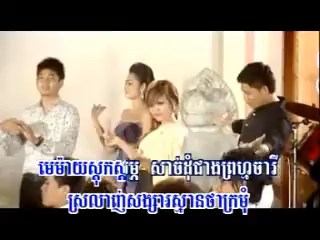 មេម៉ាយស្តុកស្តម្ភ សាច់ដុំជាងព្រហ្មចារី
ស្រលាញ់សង្សារស្មានថាក្រមុំ